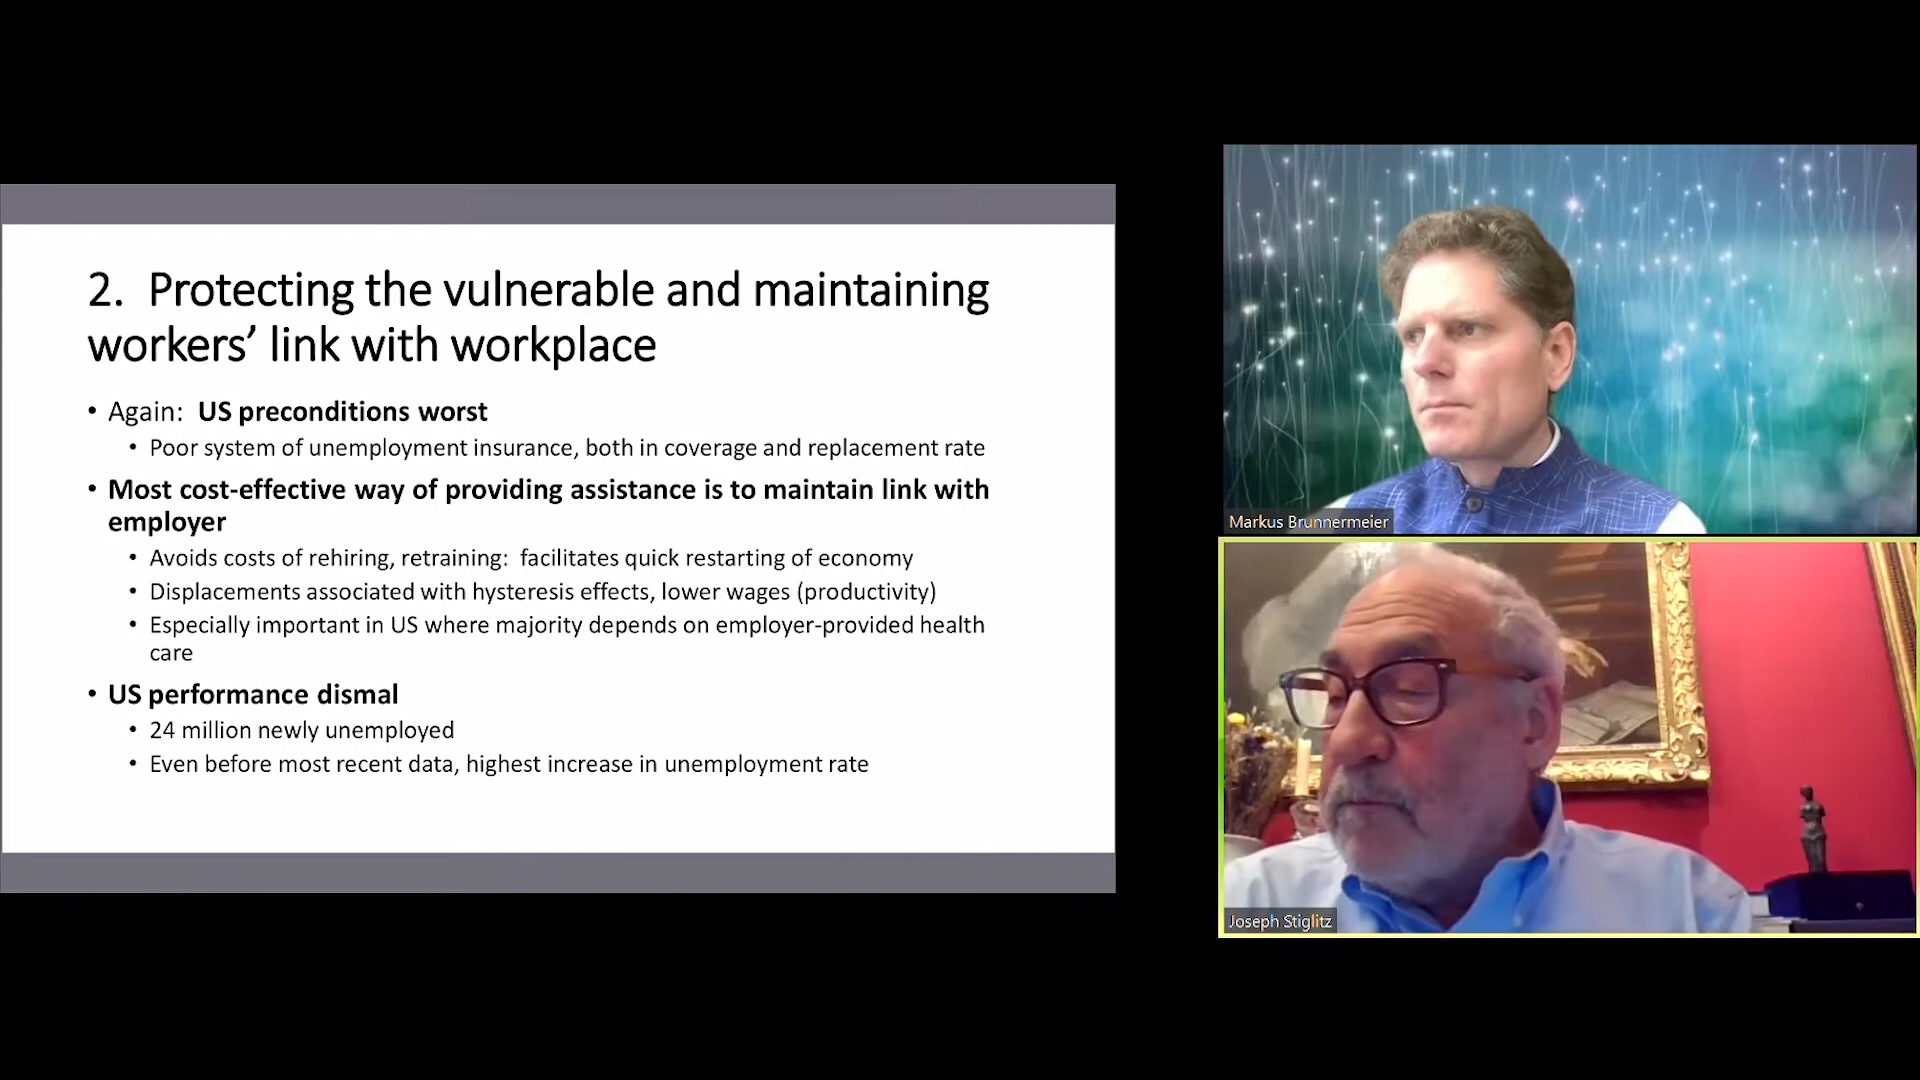 2. Protecting the vulnerable and maintaining
workers’ link with workplace
• Again: US preconditions worst
• Poor system of unemployment insurance, both in coverage and replacement rate
• Most cost-effective way of providing assistance is to maintain link with
employer
• Avoids costs of rehiring, retraining: facilitates quick restarting of economy
• Displacements associated with hysteresis effects, lower wages (productivity)
• Especially important in US where majority depends on employer-provided health
care
• US performance dismal
• 24 million newly unemployed
• Even before most recent data, highest increase in unemployment rate
Markus Brunnermeier
Joseph Stiglitz